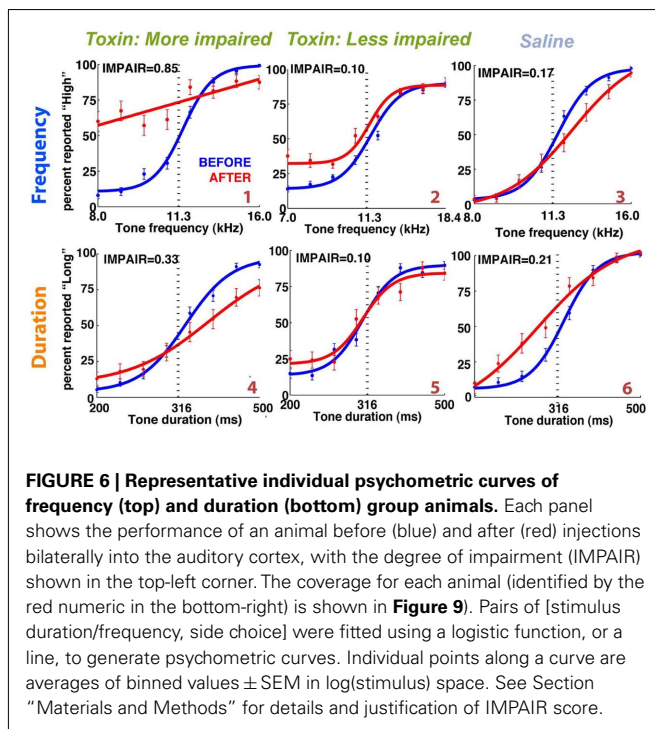 Toxin: More impaired Toxin: Less impaired Saline
Frequency
percent reported "High"
100
75
50
25
0
IMPAIR=0.85
BEFORE
AFTER
1
8.0 11.3 16.0
Tone frequency (kHz)
100
75
50
25
0
IMPAIR=0.10
2
7.0 11.3 18.4
Tone frequency (kHz)
100
75
50
25
0
IMPAIR=0.17
3
8.0 11.3 16.0
Tone frequency (kHz)
Duration
percent reported "Long"
100
75
50
25
0
IMPAIR=0.33
4
200 316 500
Tone duration (ms)
100
75
50
25
0
IMPAIR=0.10
5
200 316 500
Tone duration (ms)
100
75
50
25
0
IMPAIR=0.21
6
316 500
Tone duration (ms)
FIGURE 6 | Representative individual psychometric curves of
frequency (top) and duration (bottom) group animals. Each panel
shows the performance of an animal before (blue) and after (red) injections
bilaterally into the auditory cortex, with the degree of impairment (IMPAIR)
shown in the top-left corner. The coverage for each animal (identified by the
red numeric in the bottom-right) is shown in Figure 9). Pairs of [stimulus
duration/frequency, side choice] were fitted using a logistic function, or a
line, to generate psychometric curves. Individual points along a curve are
averages of binned values ± SEM in log(stimulus) space. See Section
"Materials and Methods" for details and justification of IMPAIR score.